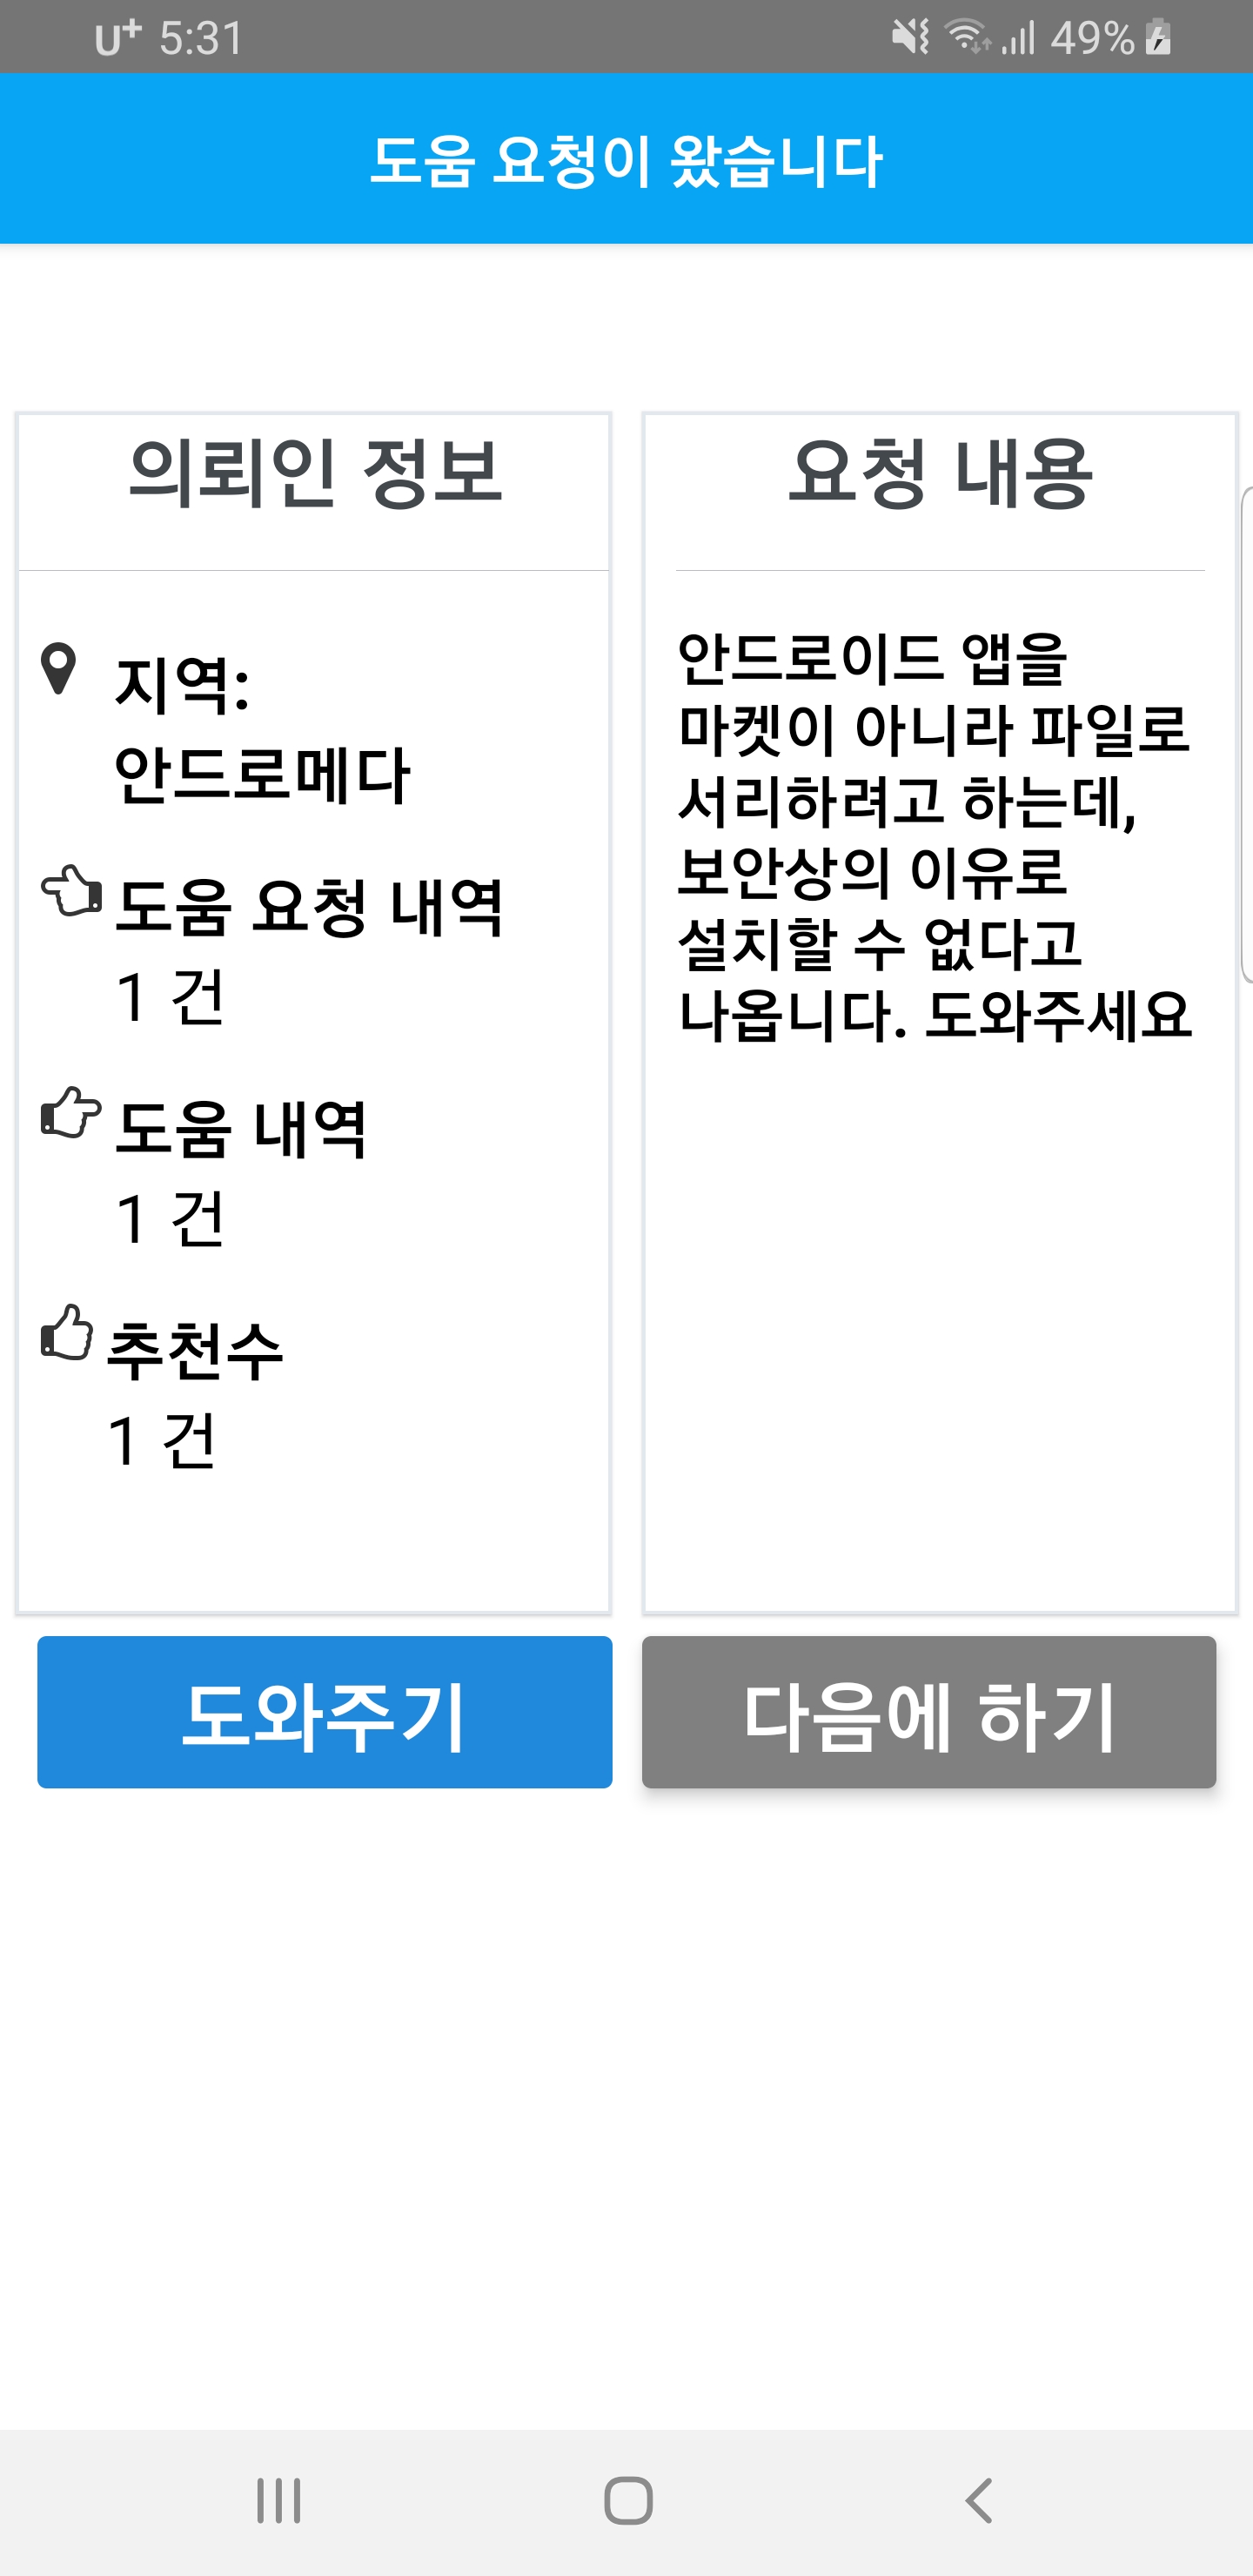 U+ 5:31 49%
도움 요청이 왔습니다
의뢰인 정보
지역:
안드로메다
도움 요청 내역
1 건
도움 내역
1 건
추천수
1 건
요청 내용
안드로이드 앱을
마켓이 아니라 파일로
서리하려고 하는데,
보안상의 이유로
설치할 수 없다고
나옵니다. 도와주세요
도와주기
다음에 하기